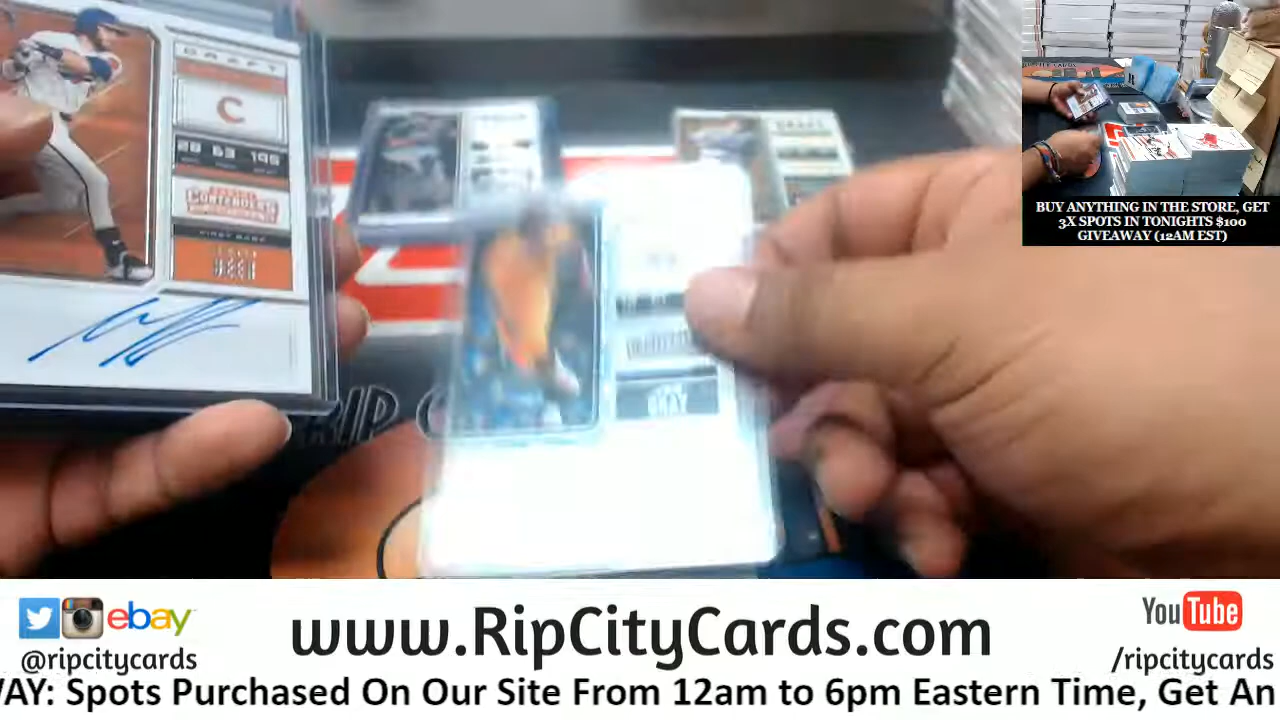 DRAFT
C
CONTENDERS
BUY ANYTHING IN THE STORE, GET
3X SPOTS IN TONIGHTS $100
GIVEAWAY (12AM EST)
RIP C
ebay
@ripcitycards
www.RipCityCards.com
YouTube
/ripcitycards
WAY: Spots Purchased On Our Site From 12am to 6pm Eastern Time, Get An